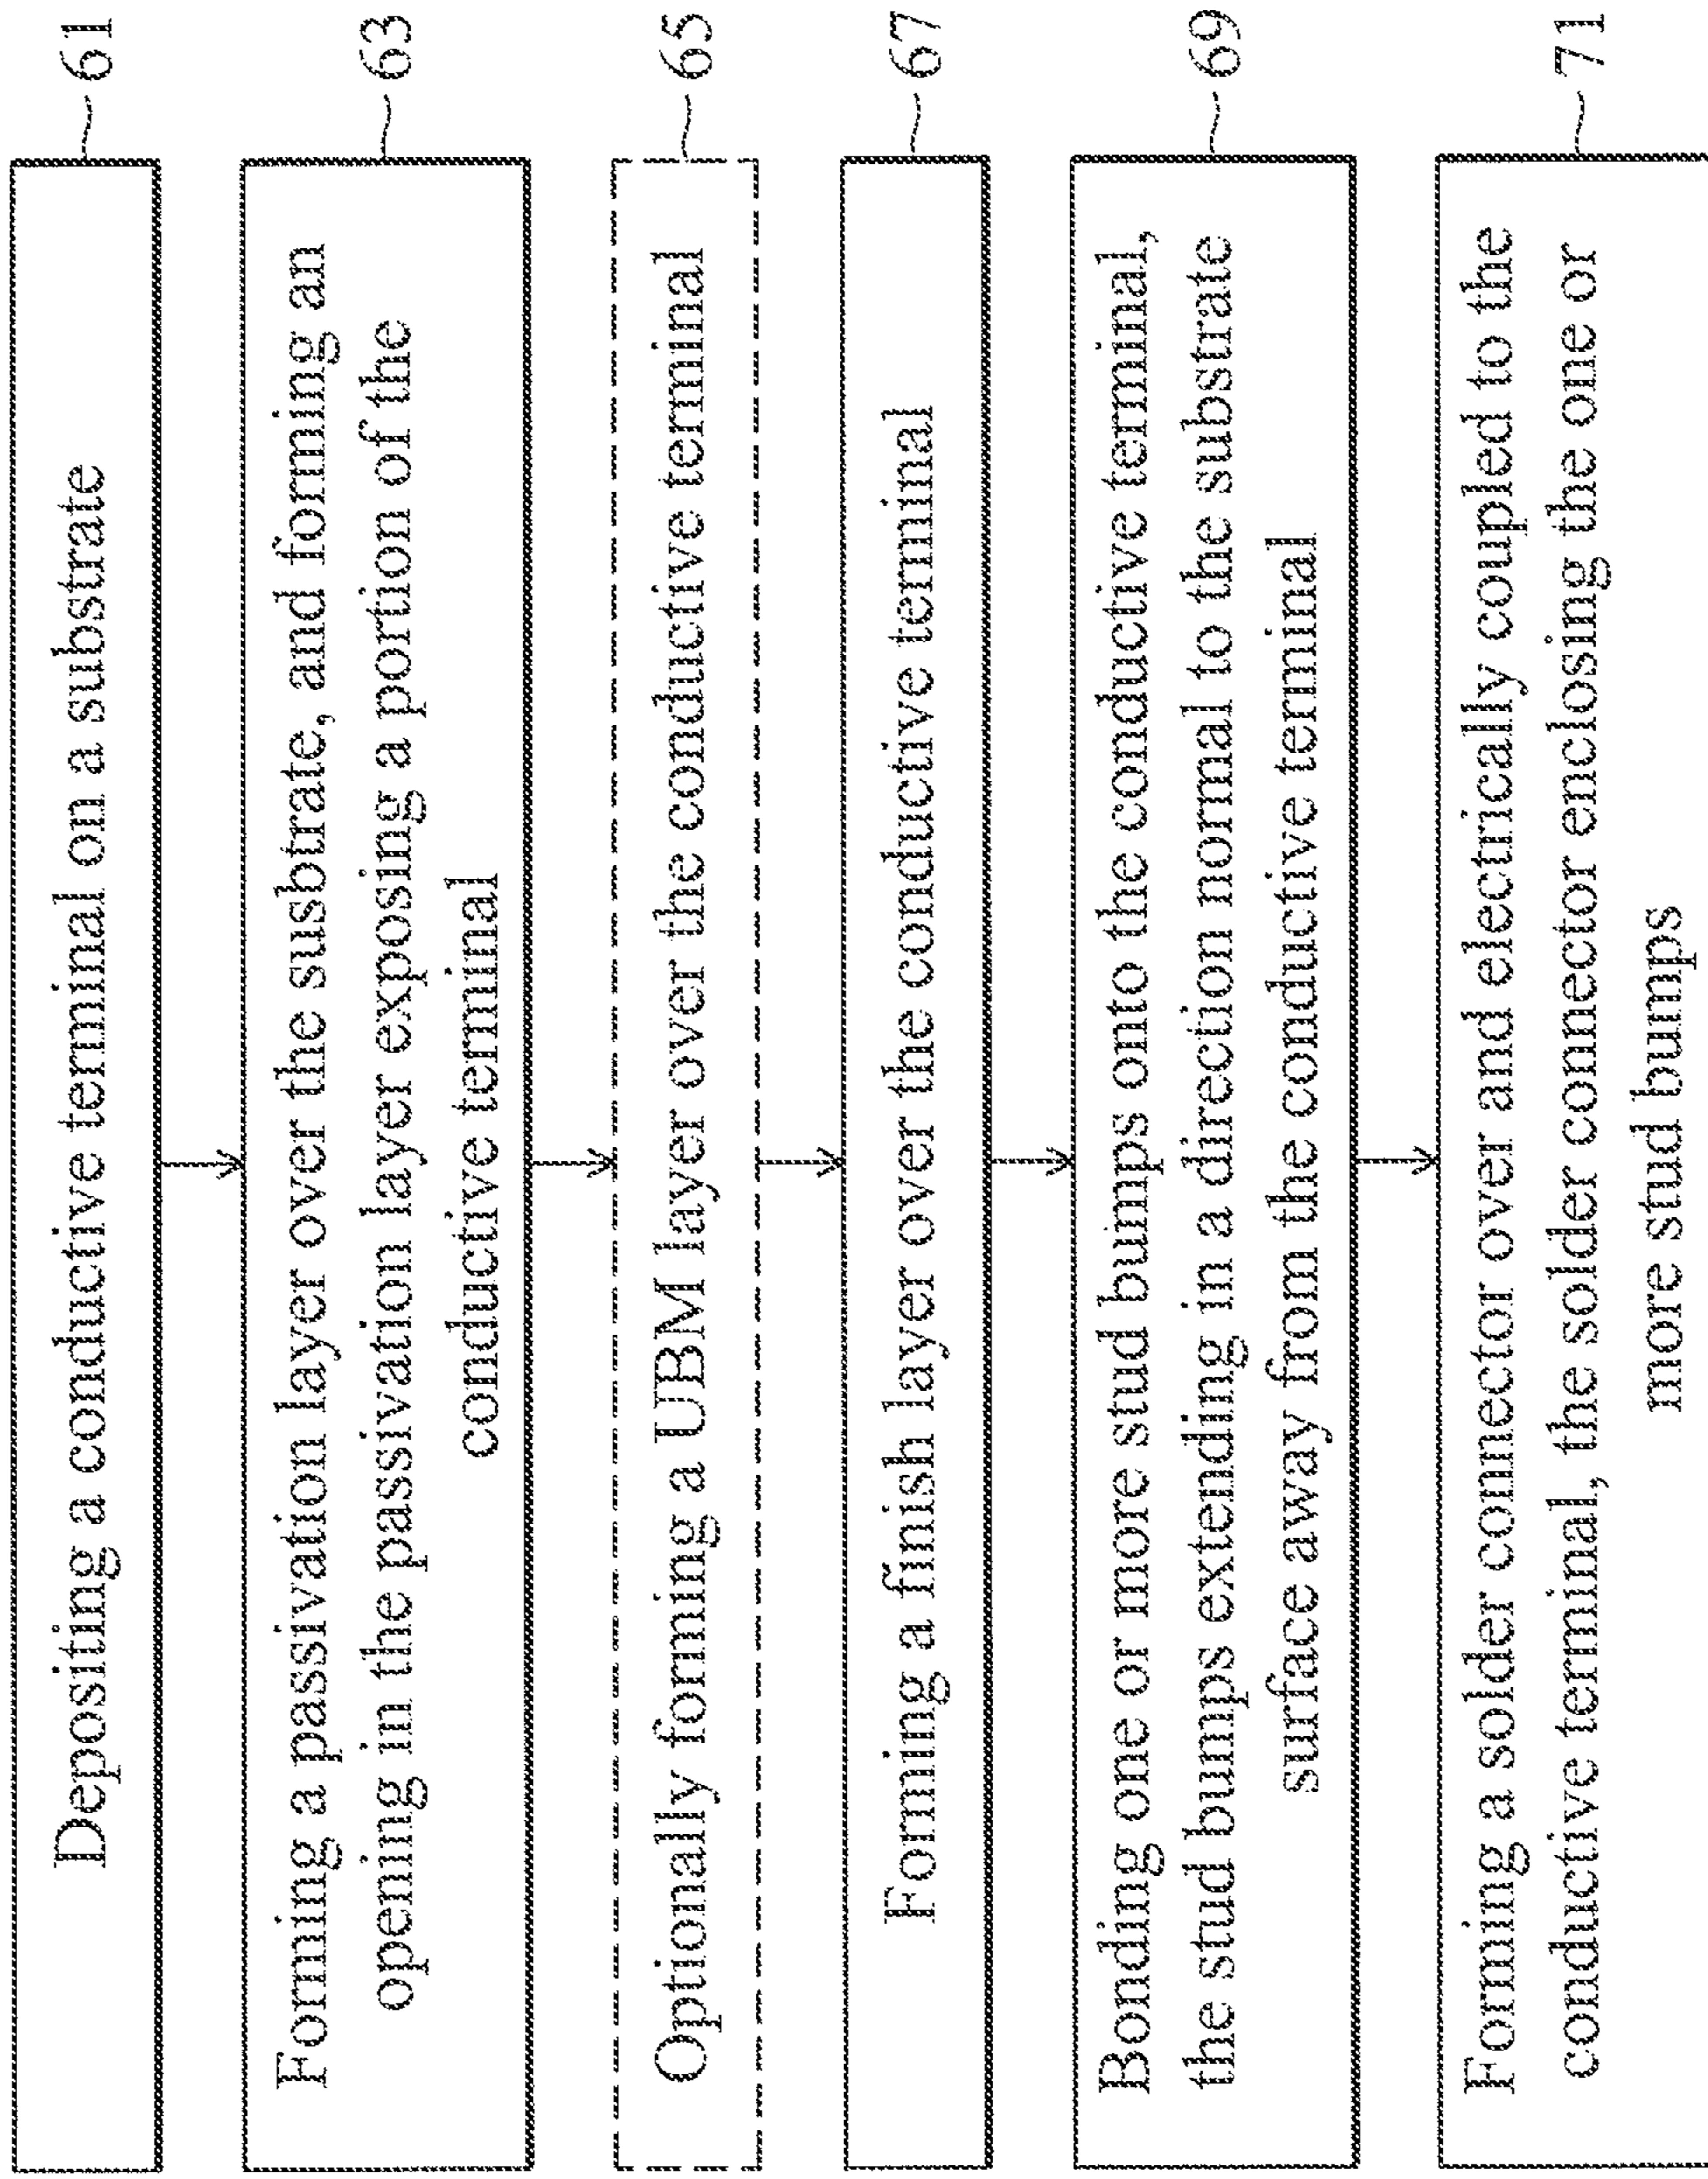 Depositing a conductive terminal on a substrate
61
Forming a passivation layer over the susbtrate, and forming an
opening in the passivation layer exposing a portion of the
conductive terminal
63
Optionally forming a UBM layer over the conductive terminal
65
Forming a finish layer over the conductive terminal
67
Bonding one or more stud bumps onto the conductive terminal,
the stud bumps extending in a direction normal to the substrate
surface away from the conductive terminal
69
Forming a solder connector over and electrically coupled to the
conductive terminal, the solder connector enclosing the one or
more stud bumps
71